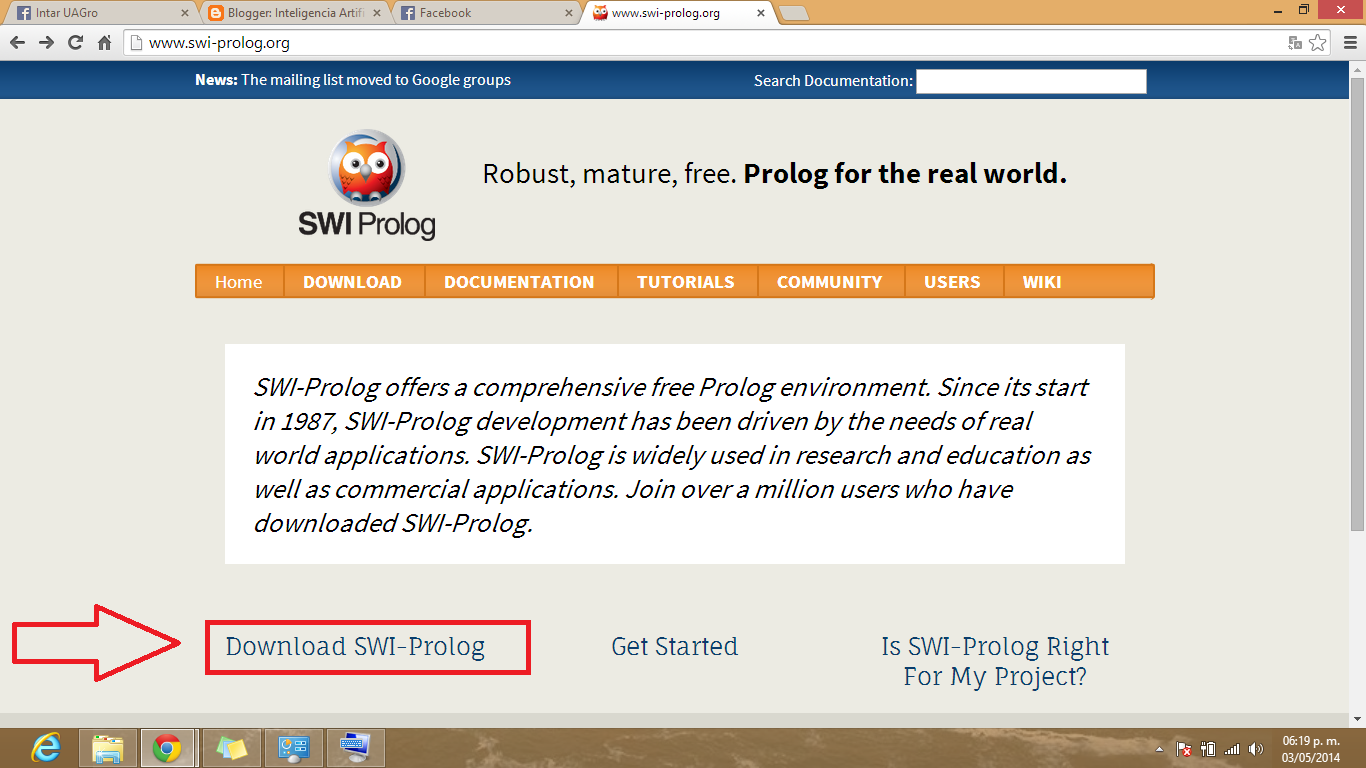 Intar UAGro
Blogger: Inteligencia Artifi
Facebook
www.swi-prolog.org
www.swi-prolog.org
News: The mailing list moved to Google groups
Search Documentation:
SWI Prolog
Robust, mature, free. Prolog for the real world.
Home DOWNLOAD DOCUMENTATION TUTORIALS COMMUNITY USERS WIKI
SWI-Prolog offers a comprehensive free Prolog environment. Since its start
in 1987, SWI-Prolog development has been driven by the needs of real
world applications. SWI-Prolog is widely used in research and education as
well as commercial applications. Join over a million users who have
downloaded SWI-Prolog.
Download SWI-Prolog
Get Started
Is SWI-Prolog Right
For My Project?
06:19 p. m.
03/05/2014